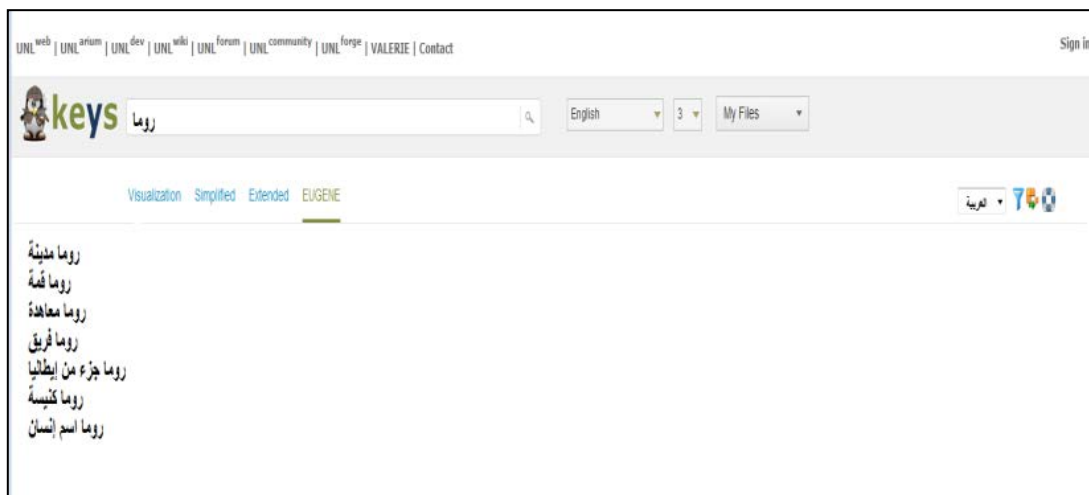 UNLweb | UNLarium | UNLdev | UNLwiki | UNLforum | UNLcommunity | UNLforge | VALERIE | Contact
Sign in
keys
روما
English
3
My Files
Visualization Simplified Extended EUGENE
العربية
روما مدينة
روما قمة
روما معاهدة
روما فريق
روما جزء من إيطاليا
روما كنيسة
روما اسم إنسان